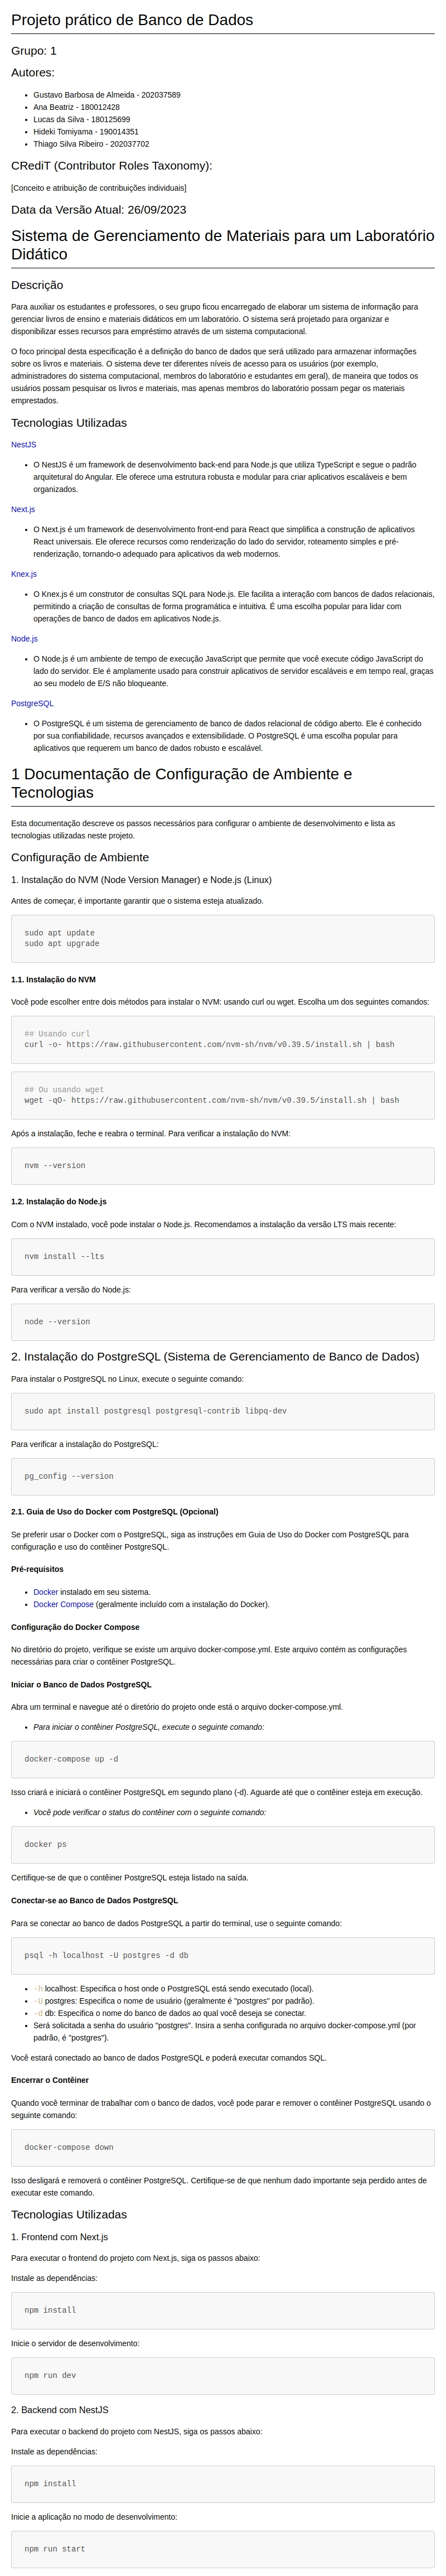 Projeto prático de Banco de Dados
Grupo: 1
Autores:
• Gustavo Barbosa de Almeida - 202037589
• Ana Beatriz - 180012428
• Lucas da Silva - 180125699
• Hideki Tomiyama - 190014351
• Thiago Silva Ribeiro - 202037702
CRediT (Contributor Roles Taxonomy):
[Conceito e atribuição de contribuições individuais]
Data da Versão Atual: 26/09/2023
Sistema de Gerenciamento de Materiais para um Laboratório
Didático
Descrição
Para auxiliar os estudantes e professores, o seu grupo ficou encarregado de elaborar um sistema de informação para
gerenciar livros de ensino e materiais didáticos em um laboratório. O sistema será projetado para organizar e
disponibilizar esses recursos para empréstimo através de um sistema computacional.
O foco principal desta especificação é a definição do banco de dados que será utilizado para armazenar informações
sobre os livros e materiais. O sistema deve ter diferentes níveis de acesso para os usuários (por exemplo,
administradores do sistema computacional, membros do laboratório e estudantes em geral), de maneira que todos os
usuários possam pesquisar os livros e materiais, mas apenas membros do laboratório possam pegar os materiais
emprestados.
Tecnologias Utilizadas
NestJS
• O NestJS é um framework de desenvolvimento back-end para Node.js que utiliza TypeScript e segue o padrão
arquitetural do Angular. Ele oferece uma estrutura robusta e modular para criar aplicativos escaláveis e bem
organizados.
Next.js
• O Next.js é um framework de desenvolvimento front-end para React que simplifica a construção de aplicativos
React universais. Ele oferece recursos como renderização do lado do servidor, roteamento simples e pré-
renderização, tornando-o adequado para aplicativos da web modernos.
Knex.js
• O Knex.js é um construtor de consultas SQL para Node.js. Ele facilita a interação com bancos de dados relacionais,
permitindo a criação de consultas de forma programática e intuitiva. É uma escolha popular para lidar com
operações de banco de dados em aplicativos Node.js.
Node.js
• O Node.js é um ambiente de tempo de execução JavaScript que permite que você execute código JavaScript do
lado do servidor. Ele é amplamente usado para construir aplicativos de servidor escaláveis e em tempo real, graças
ao seu modelo de E/S não bloqueante.
PostgreSQL
• O PostgreSQL é um sistema de gerenciamento de banco de dados relacional de código aberto. Ele é conhecido
por sua confiabilidade, recursos avançados e extensibilidade. O PostgreSQL é uma escolha popular para
aplicativos que requerem um banco de dados robusto e escalável.
1 Documentação de Configuração de Ambiente e
Tecnologias
Esta documentação descreve os passos necessários para configurar o ambiente de desenvolvimento e lista as
tecnologias utilizadas neste projeto.
Configuração de Ambiente
1. Instalação do NVM (Node Version Manager) e Node.js (Linux)
Antes de começar, é importante garantir que o sistema esteja atualizado.
sudo apt update
sudo apt upgrade
1.1. Instalação do NVM
Você pode escolher entre dois métodos para instalar o NVM: usando curl ou wget. Escolha um dos seguintes comandos:
## Usando curl
curl -o- https://raw.githubusercontent.com/nvm-sh/nvm/v0.39.5/install.sh | bash
## Ou usando wget
wget -qO- https://raw.githubusercontent.com/nvm-sh/nvm/v0.39.5/install.sh | bash
Após a instalação, feche e reabra o terminal. Para verificar a instalação do NVM:
nvm --version
1.2. Instalação do Node.js
Com o NVM instalado, você pode instalar o Node.js. Recomendamos a instalação da versão LTS mais recente:
nvm install --lts
Para verificar a versão do Node.js:
node --version
2. Instalação do PostgreSQL (Sistema de Gerenciamento de Banco de Dados)
Para instalar o PostgreSQL no Linux, execute o seguinte comando:
sudo apt install postgresql postgresql-contrib libpq-dev
Para verificar a instalação do PostgreSQL:
pg_config --version
2.1. Guia de Uso do Docker com PostgreSQL (Opcional)
Se preferir usar o Docker com o PostgreSQL, siga as instruções em Guia de Uso do Docker com PostgreSQL para
configuração e uso do contêiner PostgreSQL.
Pré-requisitos
• Docker instalado em seu sistema.
• Docker Compose (geralmente incluído com a instalação do Docker).
Configuração do Docker Compose
No diretório do projeto, verifique se existe um arquivo docker-compose.yml. Este arquivo contém as configurações
necessárias para criar o contêiner PostgreSQL.
Iniciar o Banco de Dados PostgreSQL
Abra um terminal e navegue até o diretório do projeto onde está o arquivo docker-compose.yml.
• Para iniciar o contêiner PostgreSQL, execute o seguinte comando:
docker-compose up -d
Isso criará e iniciará o contêiner PostgreSQL em segundo plano (-d). Aguarde até que o contêiner esteja em execução.
• Você pode verificar o status do contêiner com o seguinte comando:
docker ps
Certifique-se de que o contêiner PostgreSQL esteja listado na saída.
Conectar-se ao Banco de Dados PostgreSQL
Para se conectar ao banco de dados PostgreSQL a partir do terminal, use o seguinte comando:
psql -h localhost -U postgres -d db
• -h localhost: Especifica o host onde o PostgreSQL está sendo executado (local).
• -U postgres: Especifica o nome de usuário (geralmente é "postgres" por padrão).
• -d db: Especifica o nome do banco de dados ao qual você deseja se conectar.
• Será solicitada a senha do usuário "postgres". Insira a senha configurada no arquivo docker-compose.yml (por
padrão, é "postgres").
Você estará conectado ao banco de dados PostgreSQL e poderá executar comandos SQL.
Encerrar o Contêiner
Quando você terminar de trabalhar com o banco de dados, você pode parar e remover o contêiner PostgreSQL usando o
seguinte comando:
docker-compose down
Isso desligará e removerá o contêiner PostgreSQL. Certifique-se de que nenhum dado importante seja perdido antes de
executar este comando.
Tecnologias Utilizadas
1. Frontend com Next.js
Para executar o frontend do projeto com Next.js, siga os passos abaixo:
Instale as dependências:
npm install
Inicie o servidor de desenvolvimento:
npm run dev
2. Backend com NestJS
Para executar o backend do projeto com NestJS, siga os passos abaixo:
Instale as dependências:
npm install
Inicie a aplicação no modo de desenvolvimento:
npm run start